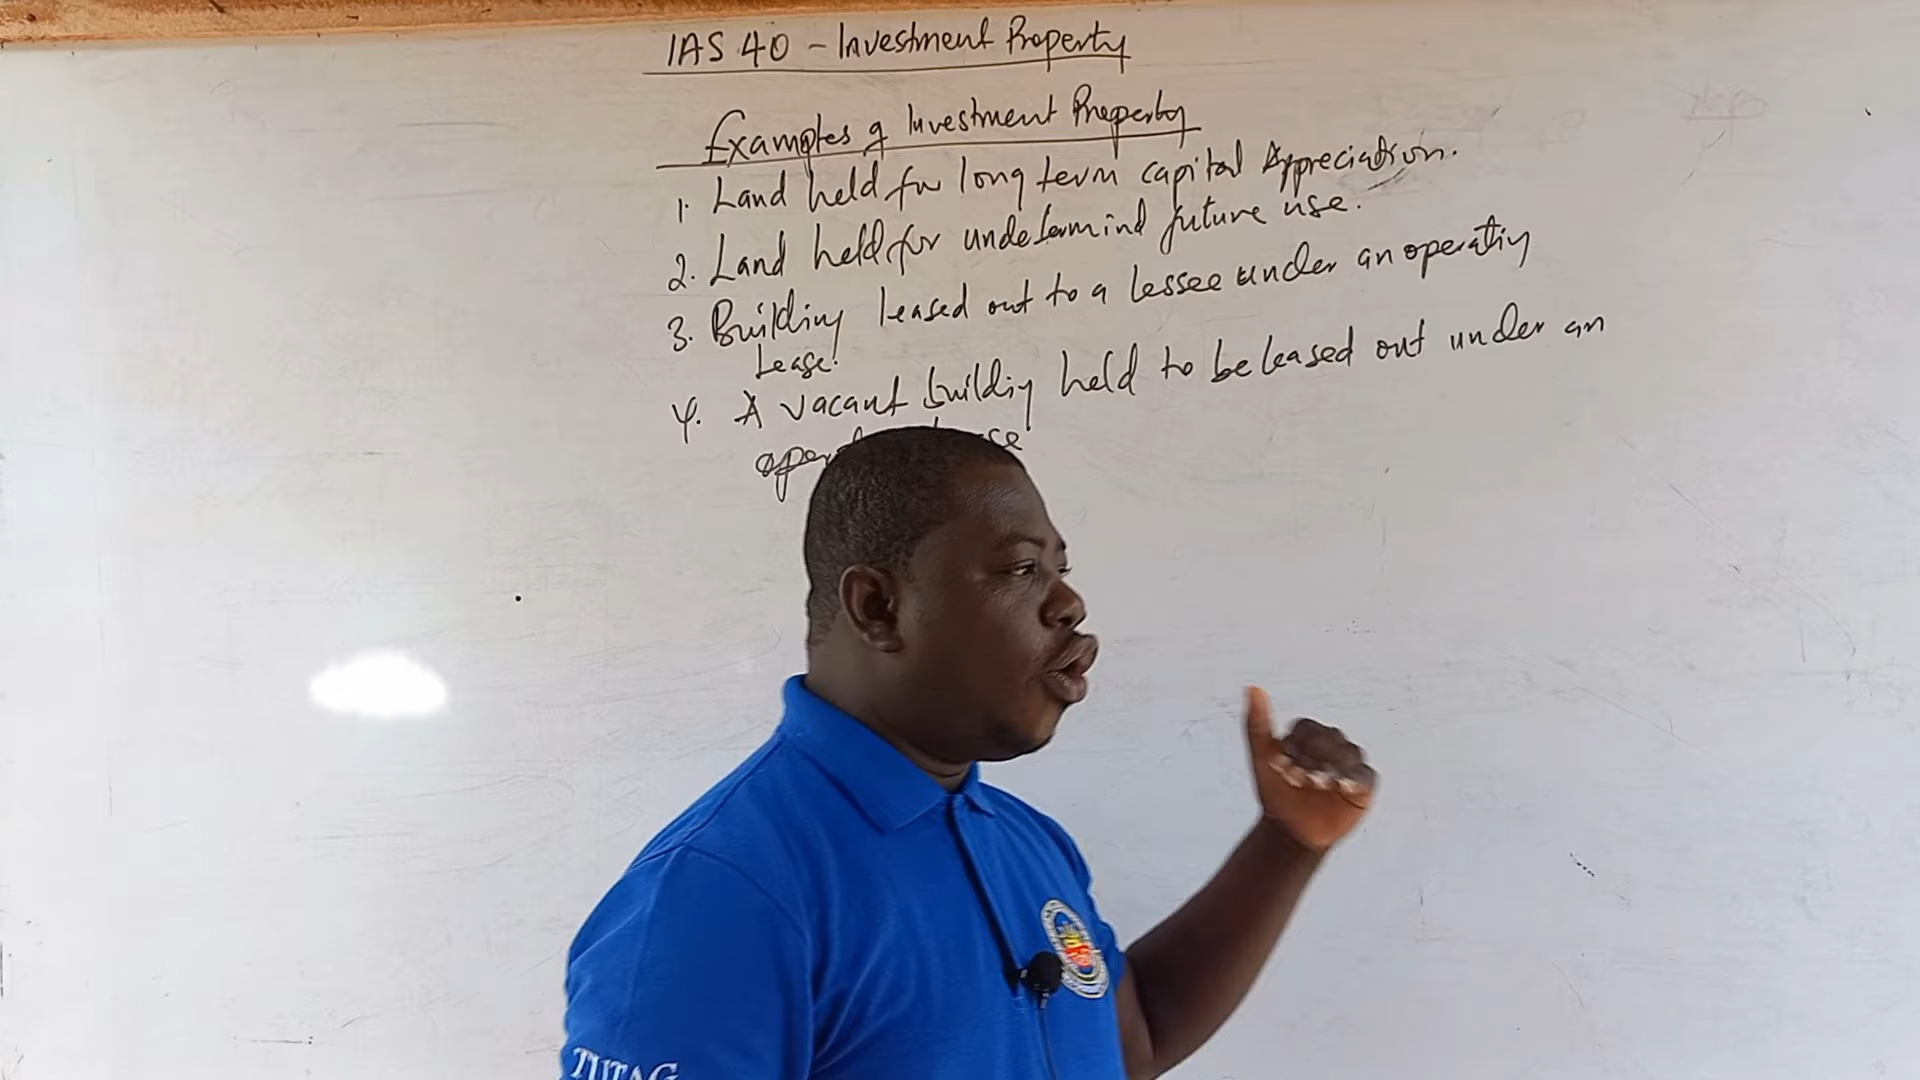 IAS 40 - Investment Property
Examples of Investment Property
1. Land held for long term capital Appreciation.
2. Land held for undetermind future use.
3. Building leased out to a lessee under an operating
Lease.
4. A vacant building held to be leased out under an
TUTAG